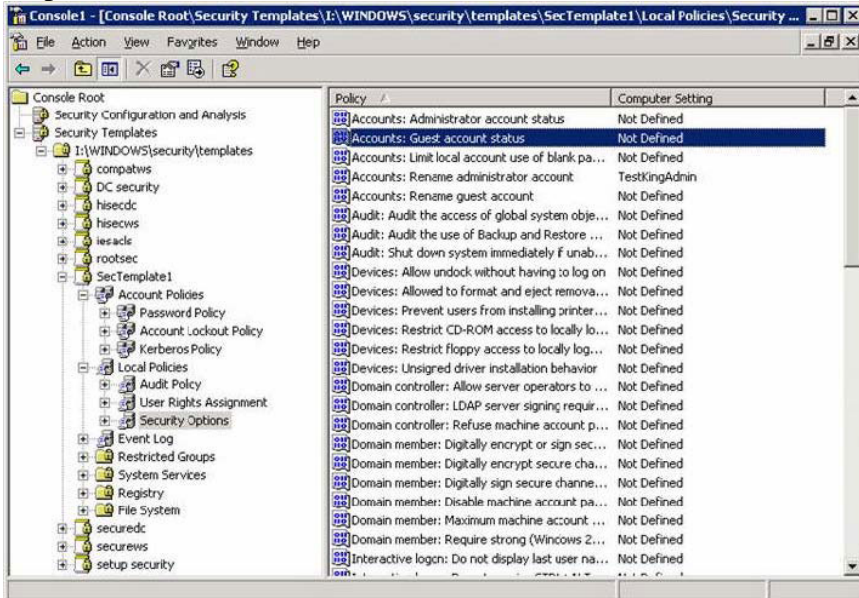 Console1 - [Console Root\Security Templates\I:\WINDOWS\security\templates\SecTemplate1\Local Policies\Security ...
File Action View Favorites Window Help
Console Root
Security Configuration and Analysis
Security Templates
I:\WINDOWS\security\templates
compatws
DC security
hisecdc
hisecws
iesacls
rootsec
SecTemplate1
Account Policies
Password Policy
Account Lockout Policy
Kerberos Policy
Local Policies
Audit Policy
User Rights Assignment
Security Options
Event Log
Restricted Groups
System Services
Registry
File System
securedc
securews
setup security
Policy Computer Setting
Accounts: Administrator account status Not Defined
Accounts: Guest account status Not Defined
Accounts: Limit local account use of blank pa... Not Defined
Accounts: Rename administrator account TestKingAdmin
Accounts: Rename guest account Not Defined
Audit: Audit the access of global system obje... Not Defined
Audit: Audit the use of Backup and Restore ... Not Defined
Audit: Shut down system immediately if unab... Not Defined
Devices: Allow undock without having to log on Not Defined
Devices: Allowed to format and eject remova... Not Defined
Devices: Prevent users from installing printer... Not Defined
Devices: Restrict CD-ROM access to locally lo... Not Defined
Devices: Restrict floppy access to locally log... Not Defined
Devices: Unsigned driver installation behavior Not Defined
Domain controller: Allow server operators to ... Not Defined
Domain controller: LDAP server signing requir... Not Defined
Domain controller: Refuse machine account p... Not Defined
Domain member: Digitally encrypt or sign sec... Not Defined
Domain member: Digitally encrypt secure cha... Not Defined
Domain member: Digitally sign secure channe... Not Defined
Domain member: Disable machine account pa... Not Defined
Domain member: Maximum machine account ... Not Defined
Domain member: Require strong (Windows 2... Not Defined
Interactive logon: Do not display last user na... Not Defined